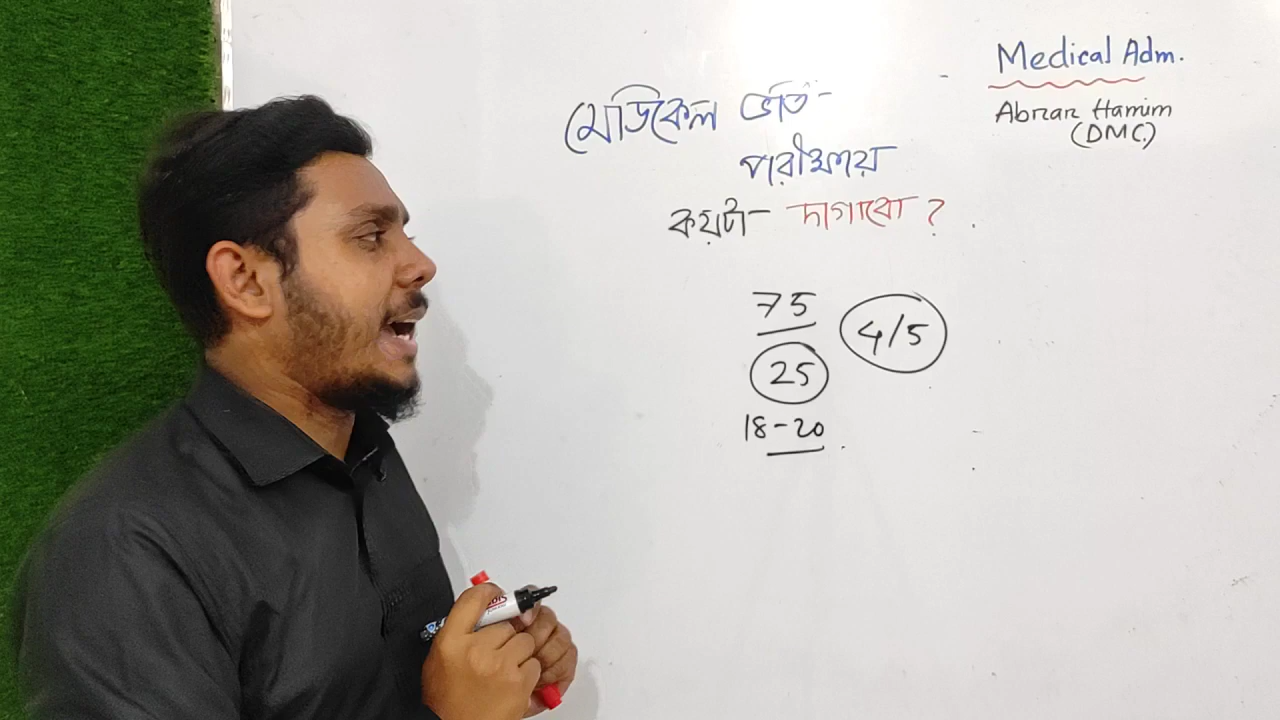 Medical Adm.
Abrar Hamim
(DMC)
মেডিকেল ভর্তি-
পরীক্ষায়
কয়টা- দাগাবো ?
75
4/5
25
18-20